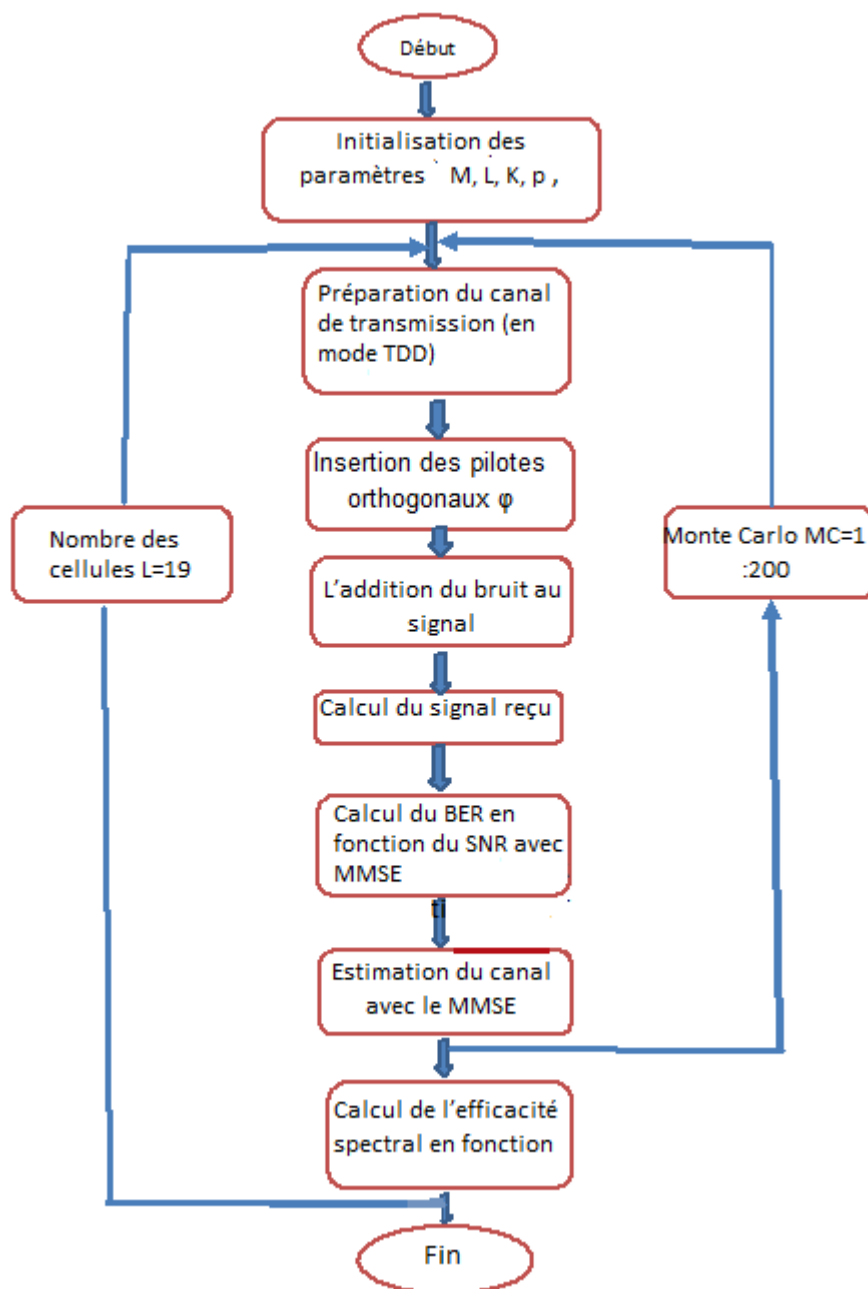 Début
Initialisation des
paramètres ` M, L, K, p ,
Préparation du canal
de transmission (en
mode TDD)
Insertion des pilotes
orthogonaux φ
Nombre des
cellules L=19
Monte Carlo MC=1
:200
L'addition du bruit au
signal
Calcul du signal reçu
Calcul du BER en
fonction du SNR avec
MMSE
ti
Estimation du canal
avec le MMSE
Calcul de l'efficacité
spectral en fonction
Fin